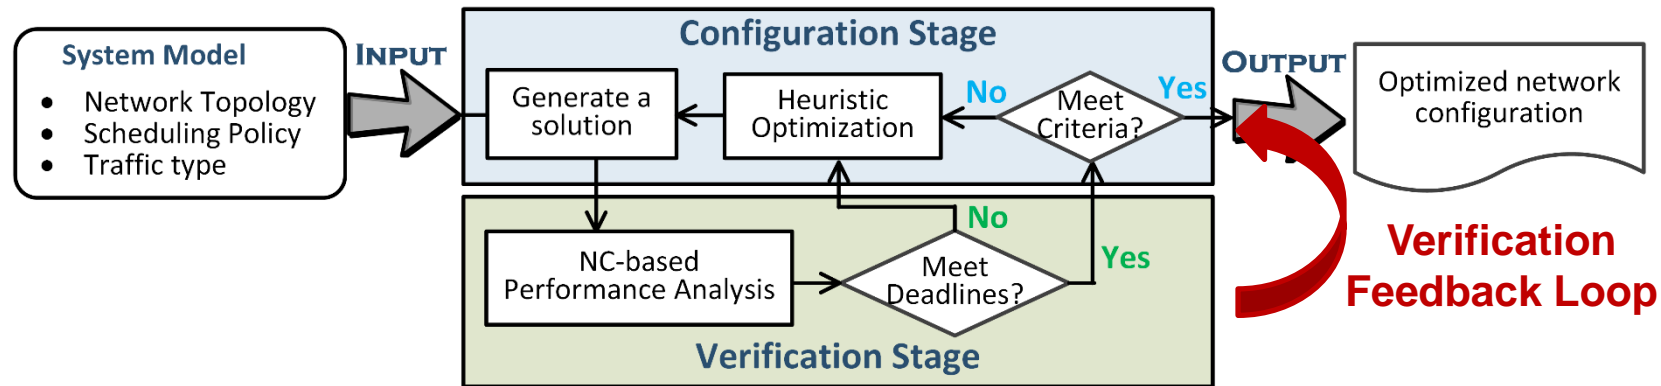 System Model
• Network Topology
• Scheduling Policy
• Traffic type
INPUT
Configuration Stage
Generate a
solution
Heuristic
Optimization
No
Meet
Criteria?
Yes
OUTPUT
Optimized network
configuration
NC-based
Performance Analysis
No
Meet
Deadlines?
Yes
Verification Stage
Verification
Feedback Loop